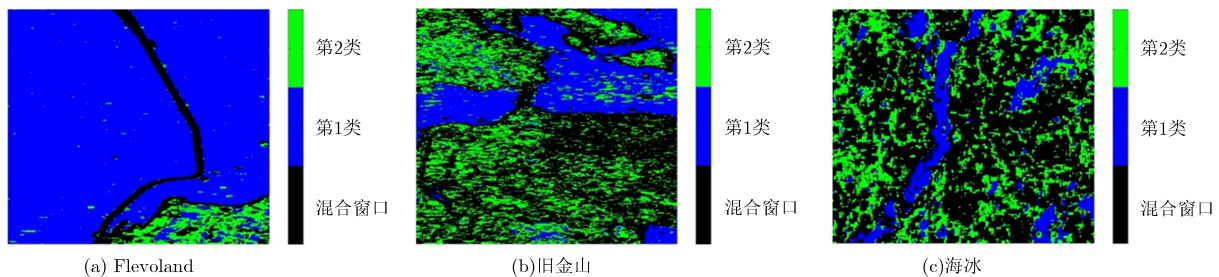 第2类
第1类
混合窗口
(a) Flevoland
第2类
第1类
混合窗口
(b)旧金山
第2类
第1类
混合窗口
(c)海冰